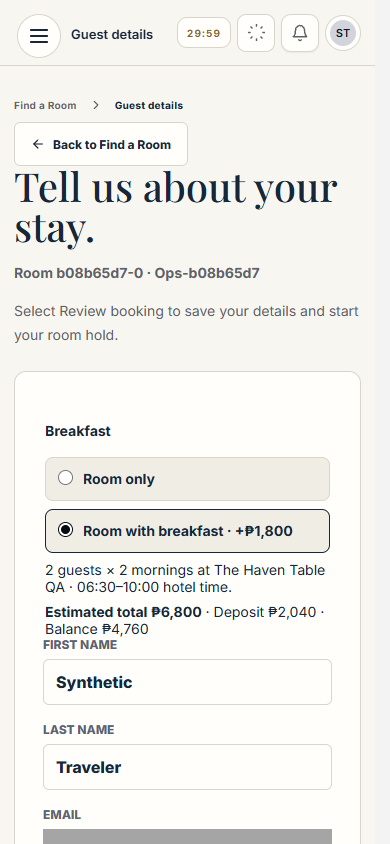 Guest details
29:59
ST
Find a Room
Guest details
Back to Find a Room
Tell us about your
stay.
Room b08b65d7-0 · Ops-b08b65d7
Select Review booking to save your details and start
your room hold.
Breakfast
Room only
Room with breakfast · +₱1,800
2 guests × 2 mornings at The Haven Table
QA · 06:30–10:00 hotel time.
Estimated total ₱6,800 · Deposit ₱2,040 ·
Balance ₱4,760
FIRST NAME
Synthetic
LAST NAME
Traveler
EMAIL